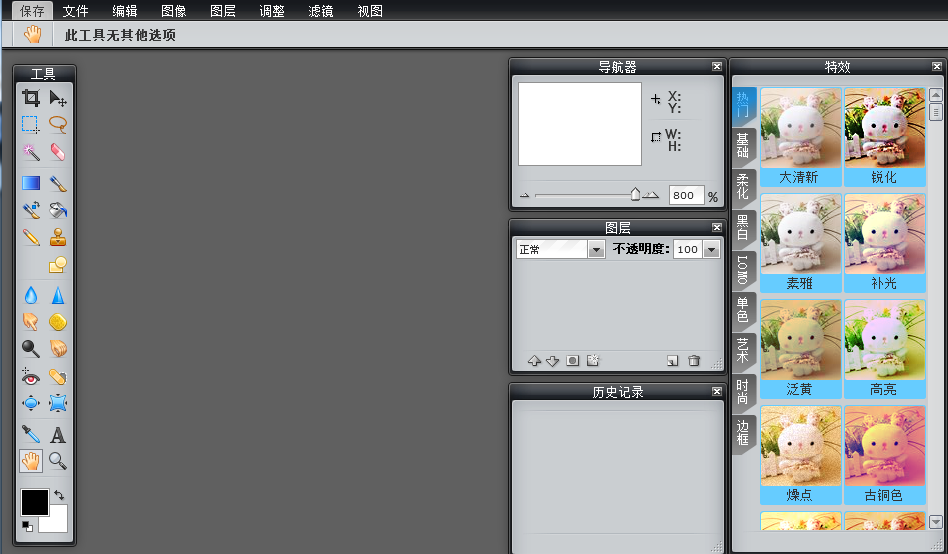 保存 文件 编辑 图像 图层 调整 滤镜 视图
此工具无其他选项
工具
导航器
X:
Y:
W:
H:
800 %
图层
正常 不透明度: 100
历史记录
特效
热门
基础
柔化
黑白
LOMO
单色
艺术
时尚
边框
大清新 锐化
素雅 补光
泛黄 高亮
燥点 古铜色